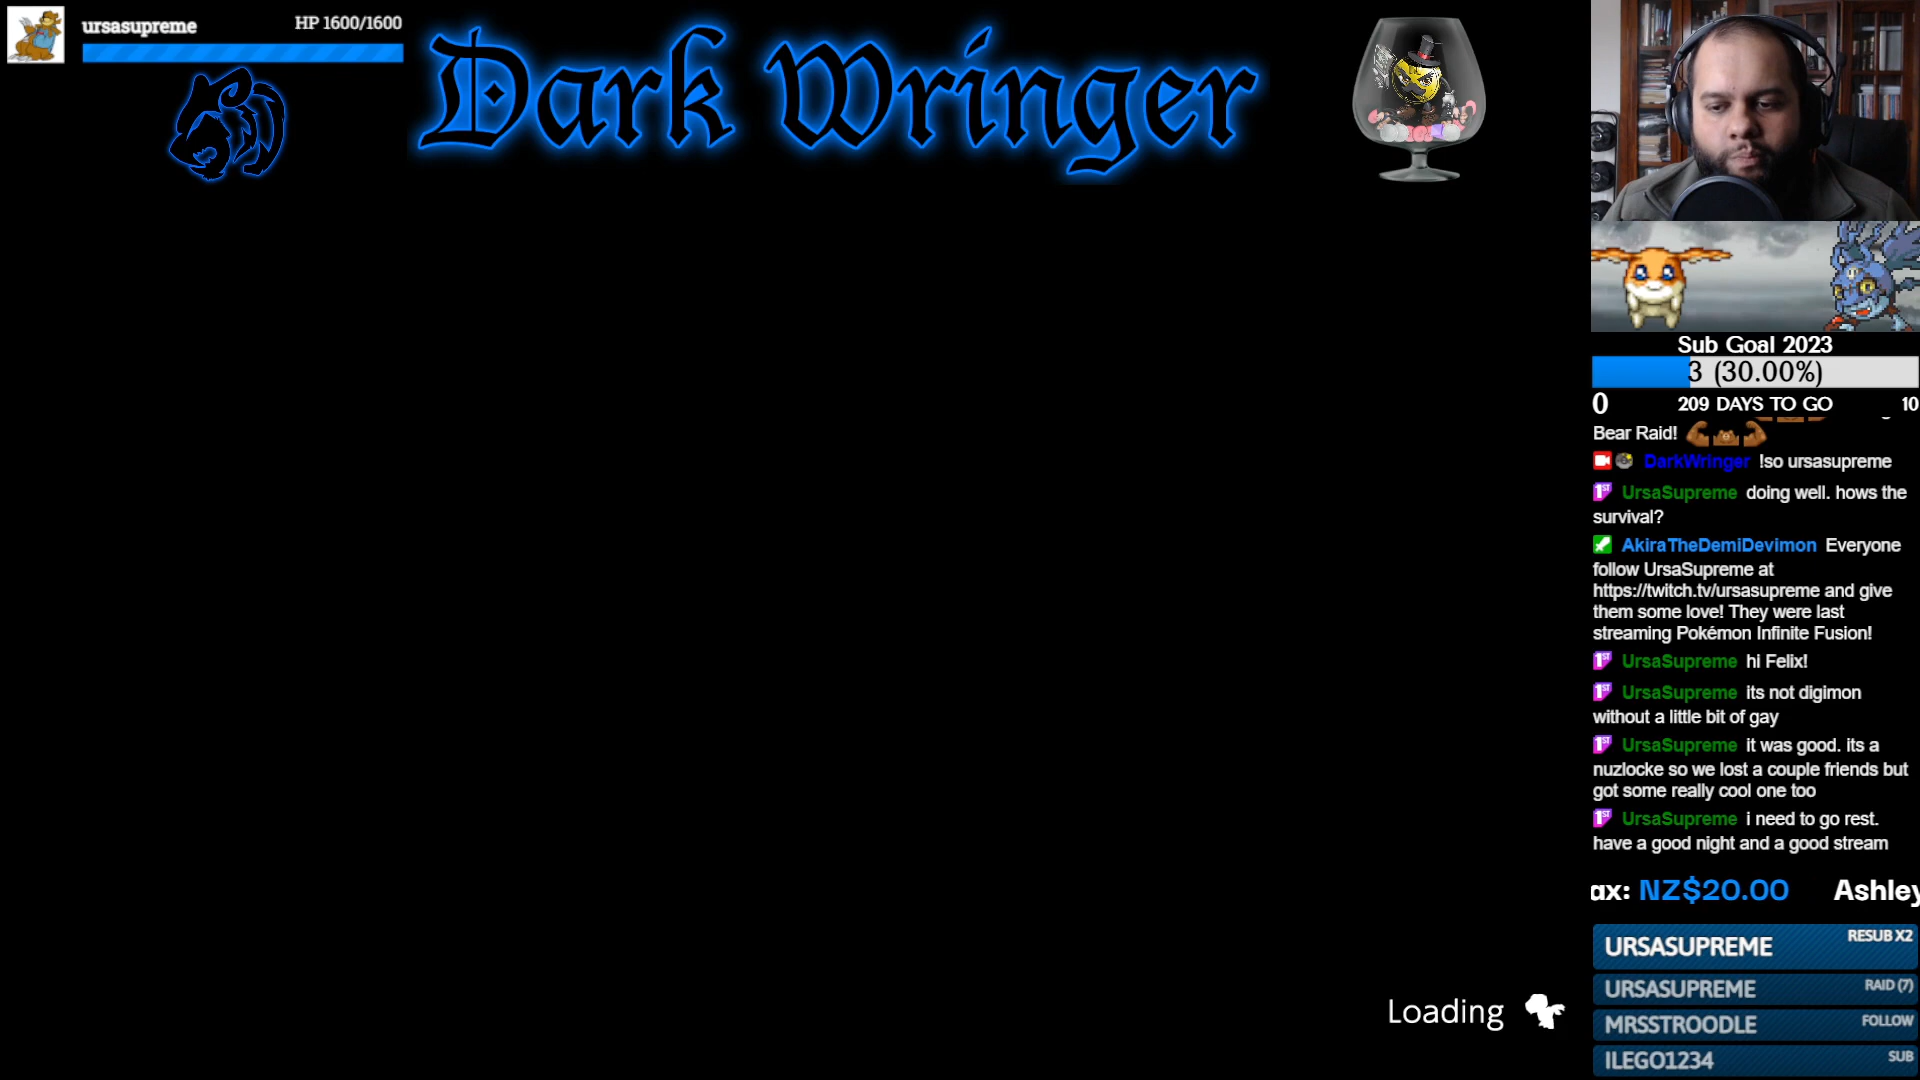 ursasupreme
HP 1600/1600
Dark Wringer
Sub Goal 2023
3 (30.00%)
0
209 DAYS TO GO
10
Bear Raid!
DarkWringer !so ursasupreme
UrsaSupreme doing well. hows the
survival?
AkiraTheDemiDevimon Everyone
follow UrsaSupreme at
https://twitch.tv/ursasupreme and give
them some love! They were last
streaming Pokémon Infinite Fusion!
UrsaSupreme hi Felix!
UrsaSupreme its not digimon
without a little bit of gay
UrsaSupreme it was good. its a
nuzlocke so we lost a couple friends but
got some really cool one too
UrsaSupreme i need to go rest.
have a good night and a good stream
ax: NZ$20.00 Ashley
URSASUPREME RESUB X2
URSASUPREME RAID (7)
MRSSTROODLE FOLLOW
ILEGO1234 SUB
Loading